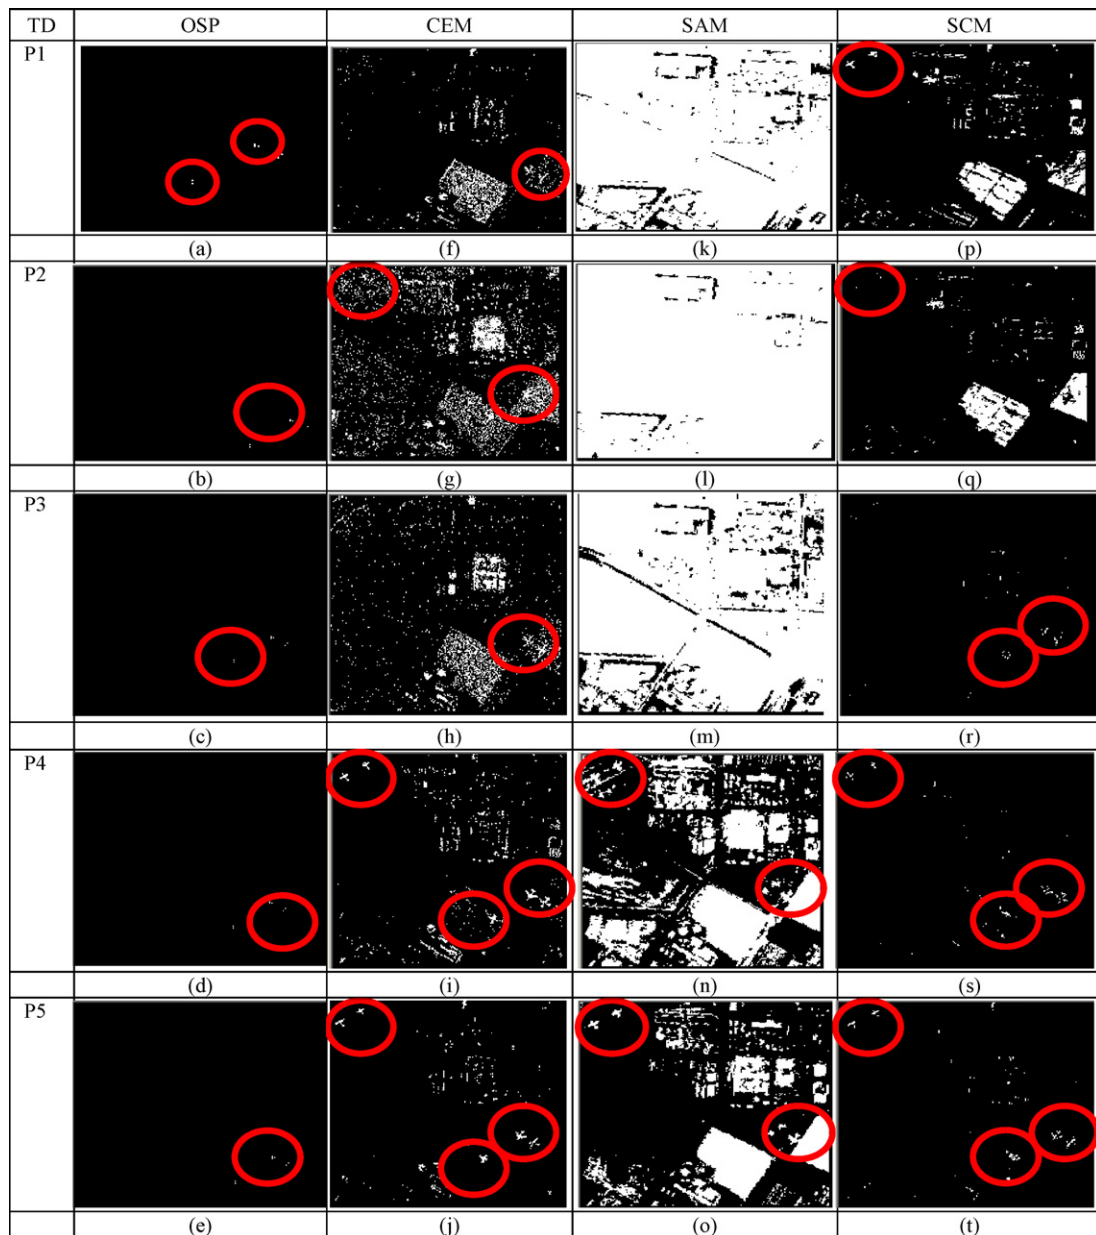 TD OSP CEM SAM SCM
P1
(a) (f) (k) (p)
P2
(b) (g) (l) (q)
P3
(c) (h) (m) (r)
P4
(d) (i) (n) (s)
P5
(e) (j) (o) (t)